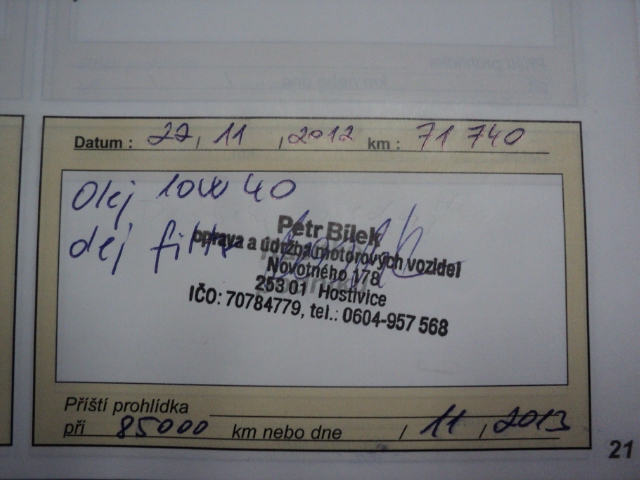 Datum : 27/11/2012 km : 71 740
Olej 10W40
olej filtr
Petr Bílek
oprava a údržba motorových vozidel
Novotného 178
253 01 Hostivice
IČO: 70784779, tel.: 0604-957 568
Příští prohlídka
při 85000 km nebo dne / 11 / 2013
21